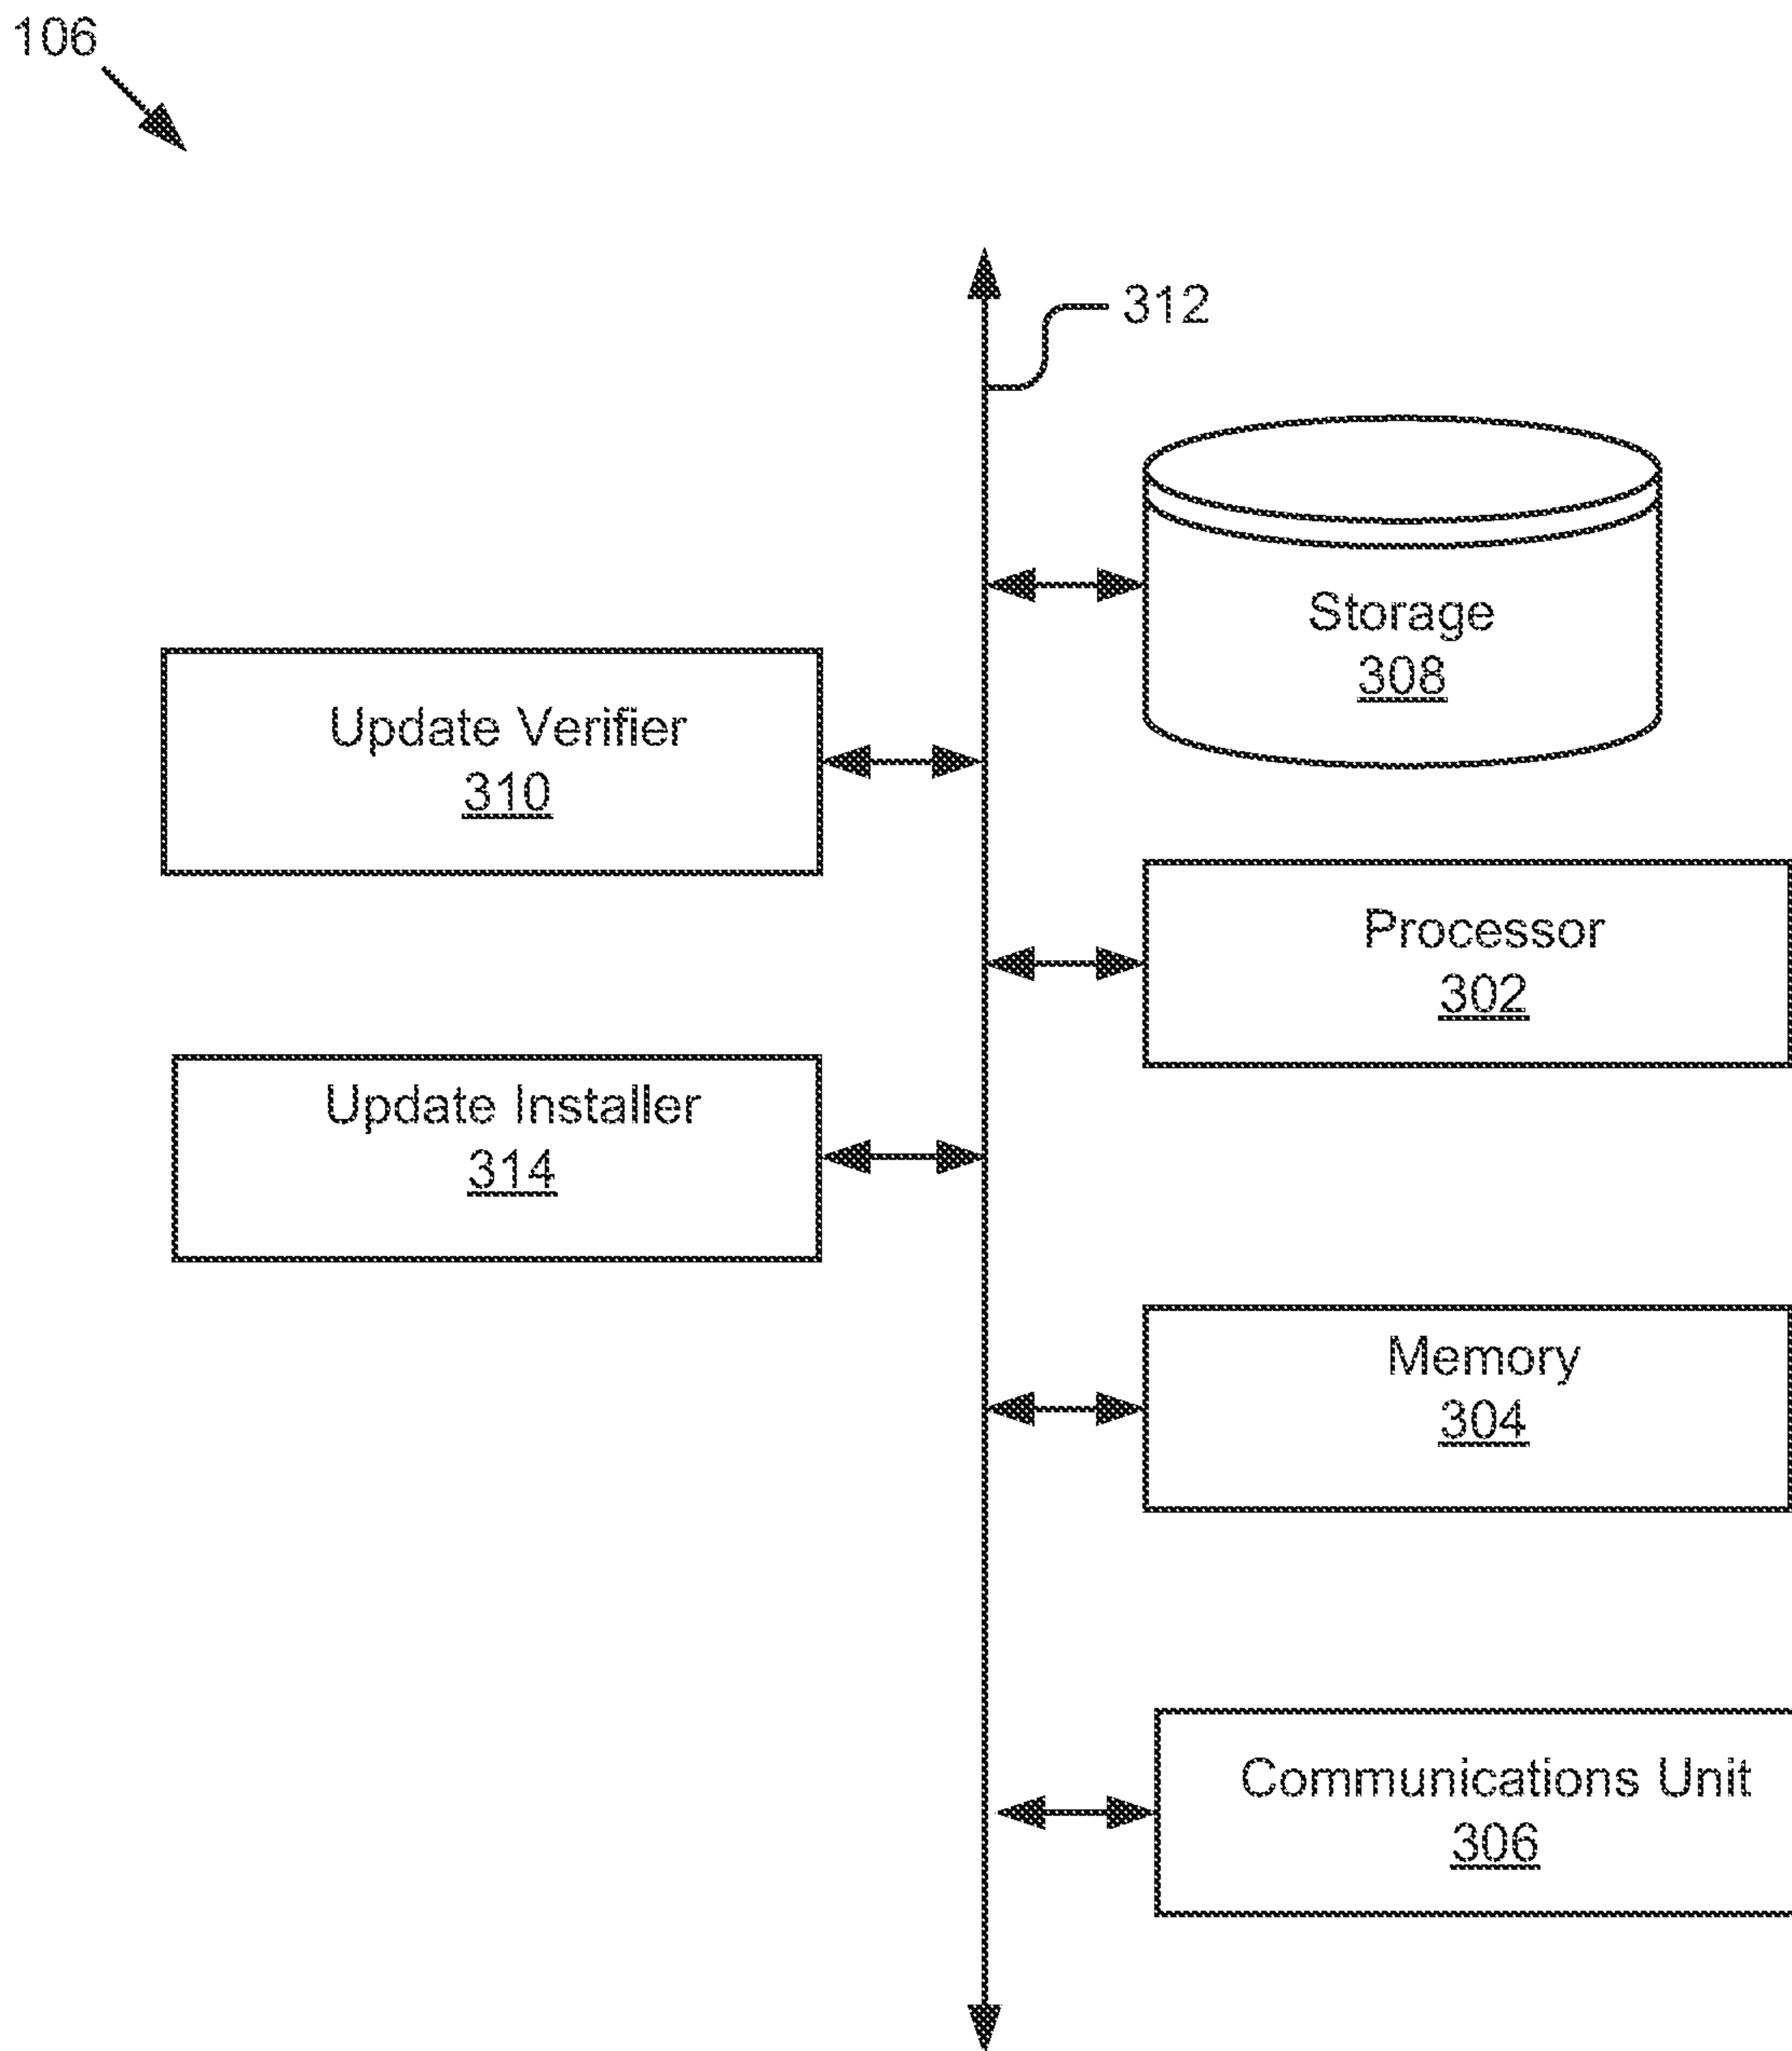 106
312
Storage
308
Update Verifier
310
Processor
302
Update Installer
314
Memory
304
Communications Unit
306